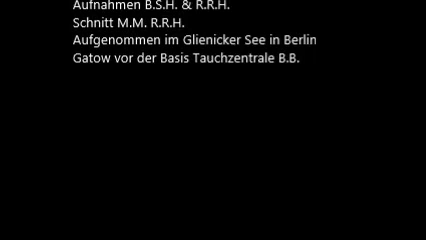 Aufnahmen B.S.H. & R.R.H.
Schnitt M.M. R.R.H.
Aufgenommen im Glienicker See in Berlin
Gatow vor der Basis Tauchzentrale B.B.